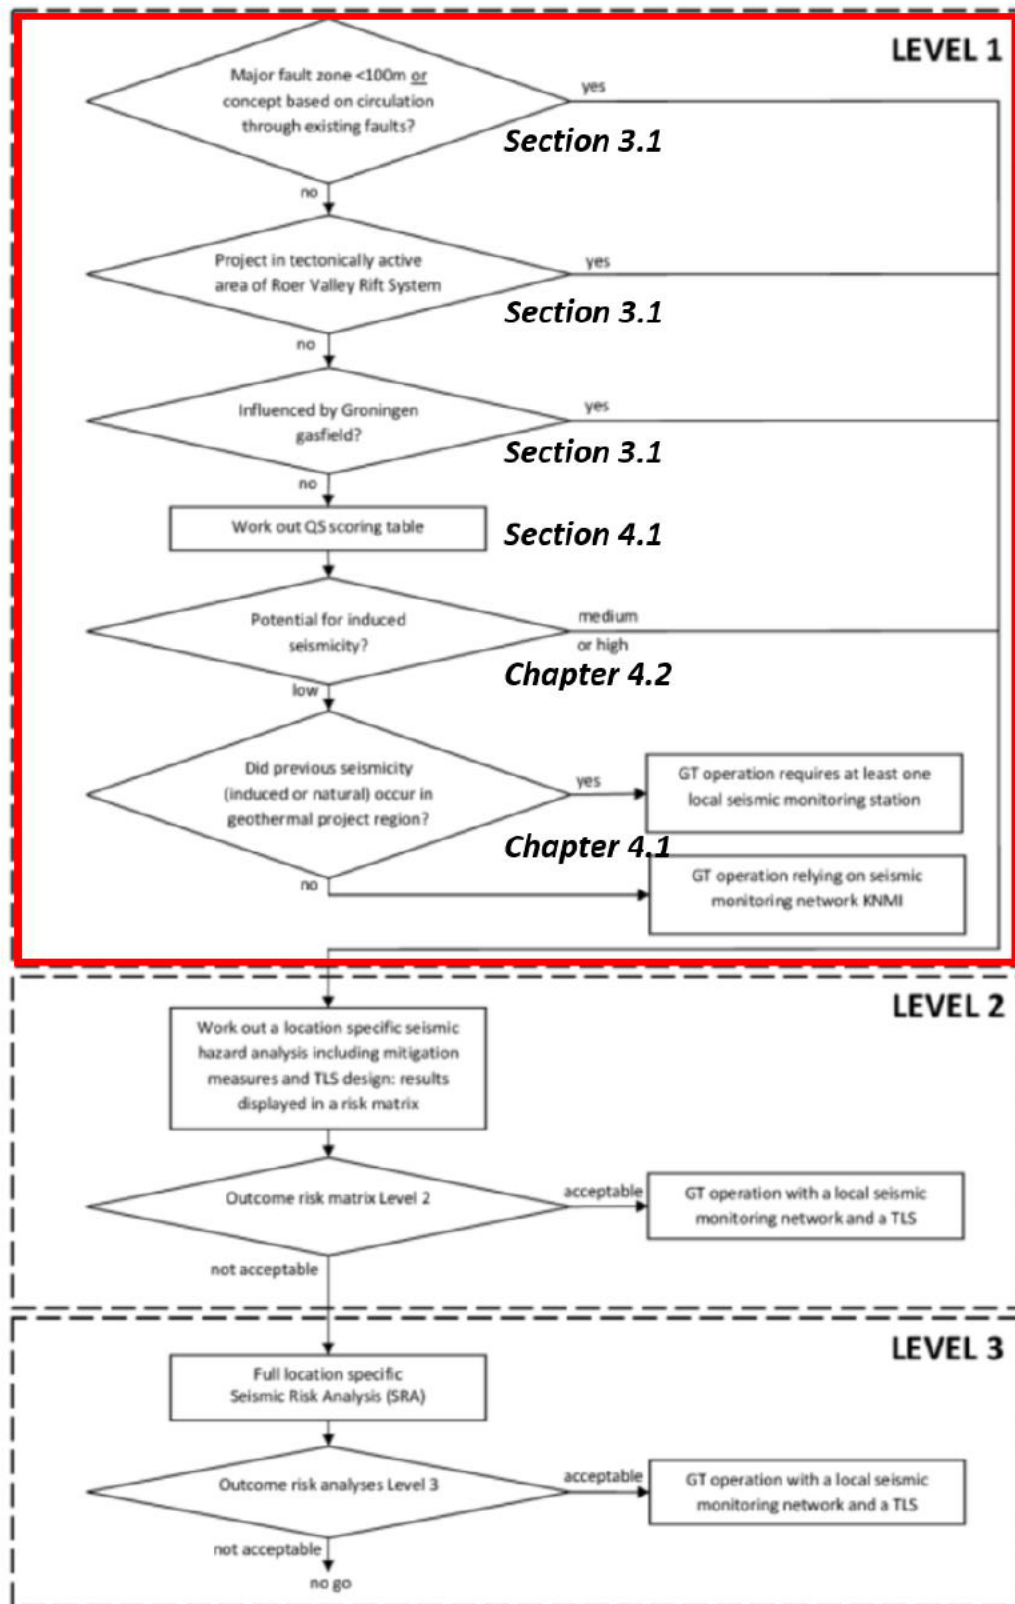 LEVEL 1
Major fault zone <100m or
concept based on circulation
through existing faults?
yes
Section 3.1
no
Project in tectonically active
area of Roer Valley Rift System
yes
Section 3.1
no
Influenced by Groningen
gasfield?
yes
Section 3.1
no
Work out QS scoring table
Section 4.1
Potential for induced
seismicity?
medium
or high
Chapter 4.2
low
Did previous seismicity
(induced or natural) occur in
geothermal project region?
yes
GT operation requires at least one
local seismic monitoring station
Chapter 4.1
no
GT operation relying on seismic
monitoring network KNMI
LEVEL 2
Work out a location specific seismic
hazard analysis including mitigation
measures and TLS design: results
displayed in a risk matrix
Outcome risk matrix Level 2
acceptable
GT operation with a local seismic
monitoring network and a TLS
not acceptable
LEVEL 3
Full location specific
Seismic Risk Analysis (SRA)
Outcome risk analyses Level 3
acceptable
GT operation with a local seismic
monitoring network and a TLS
not acceptable
no go